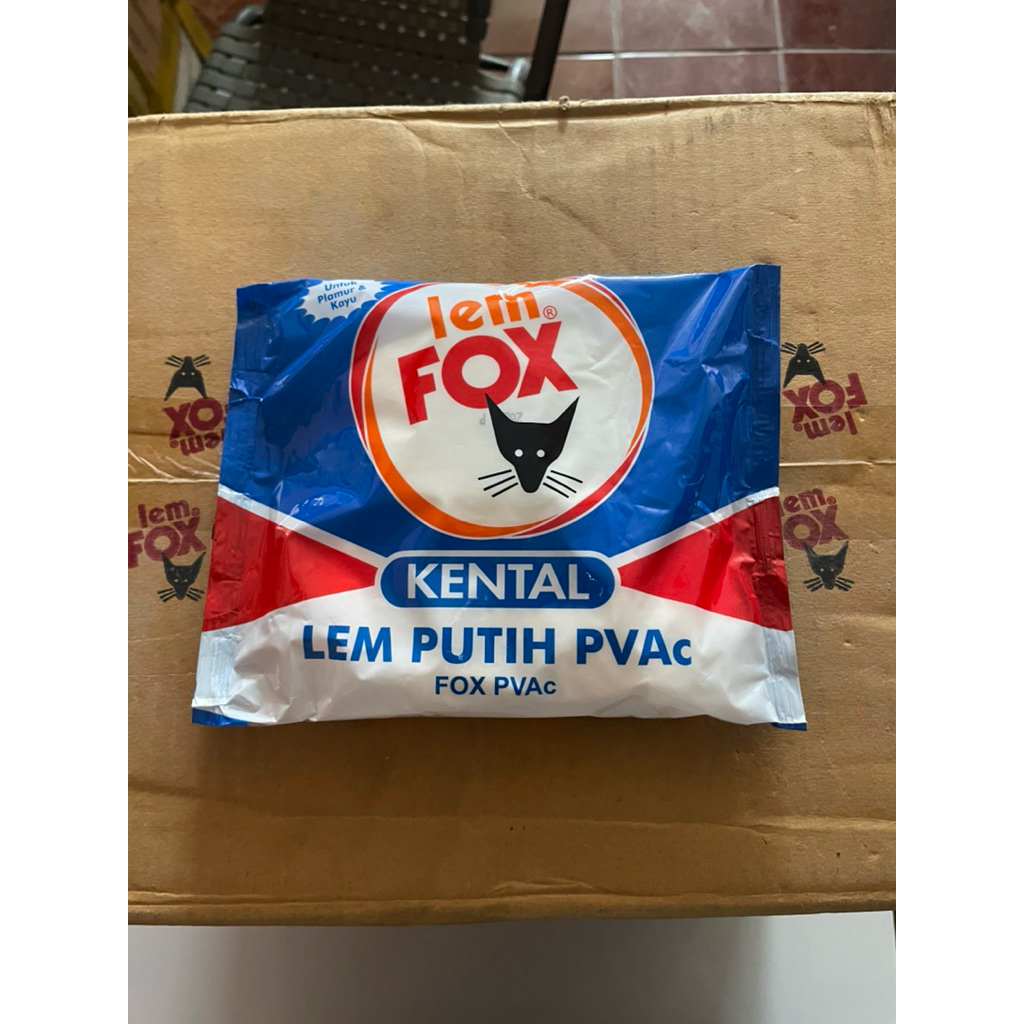 Untuk
Plamur &
Kayu
lem®
FOX
KENTAL
LEM PUTIH PVAc
FOX PVAc
FOX
lem®
lem®
FOX
FOX
lem®
lem®
FOX